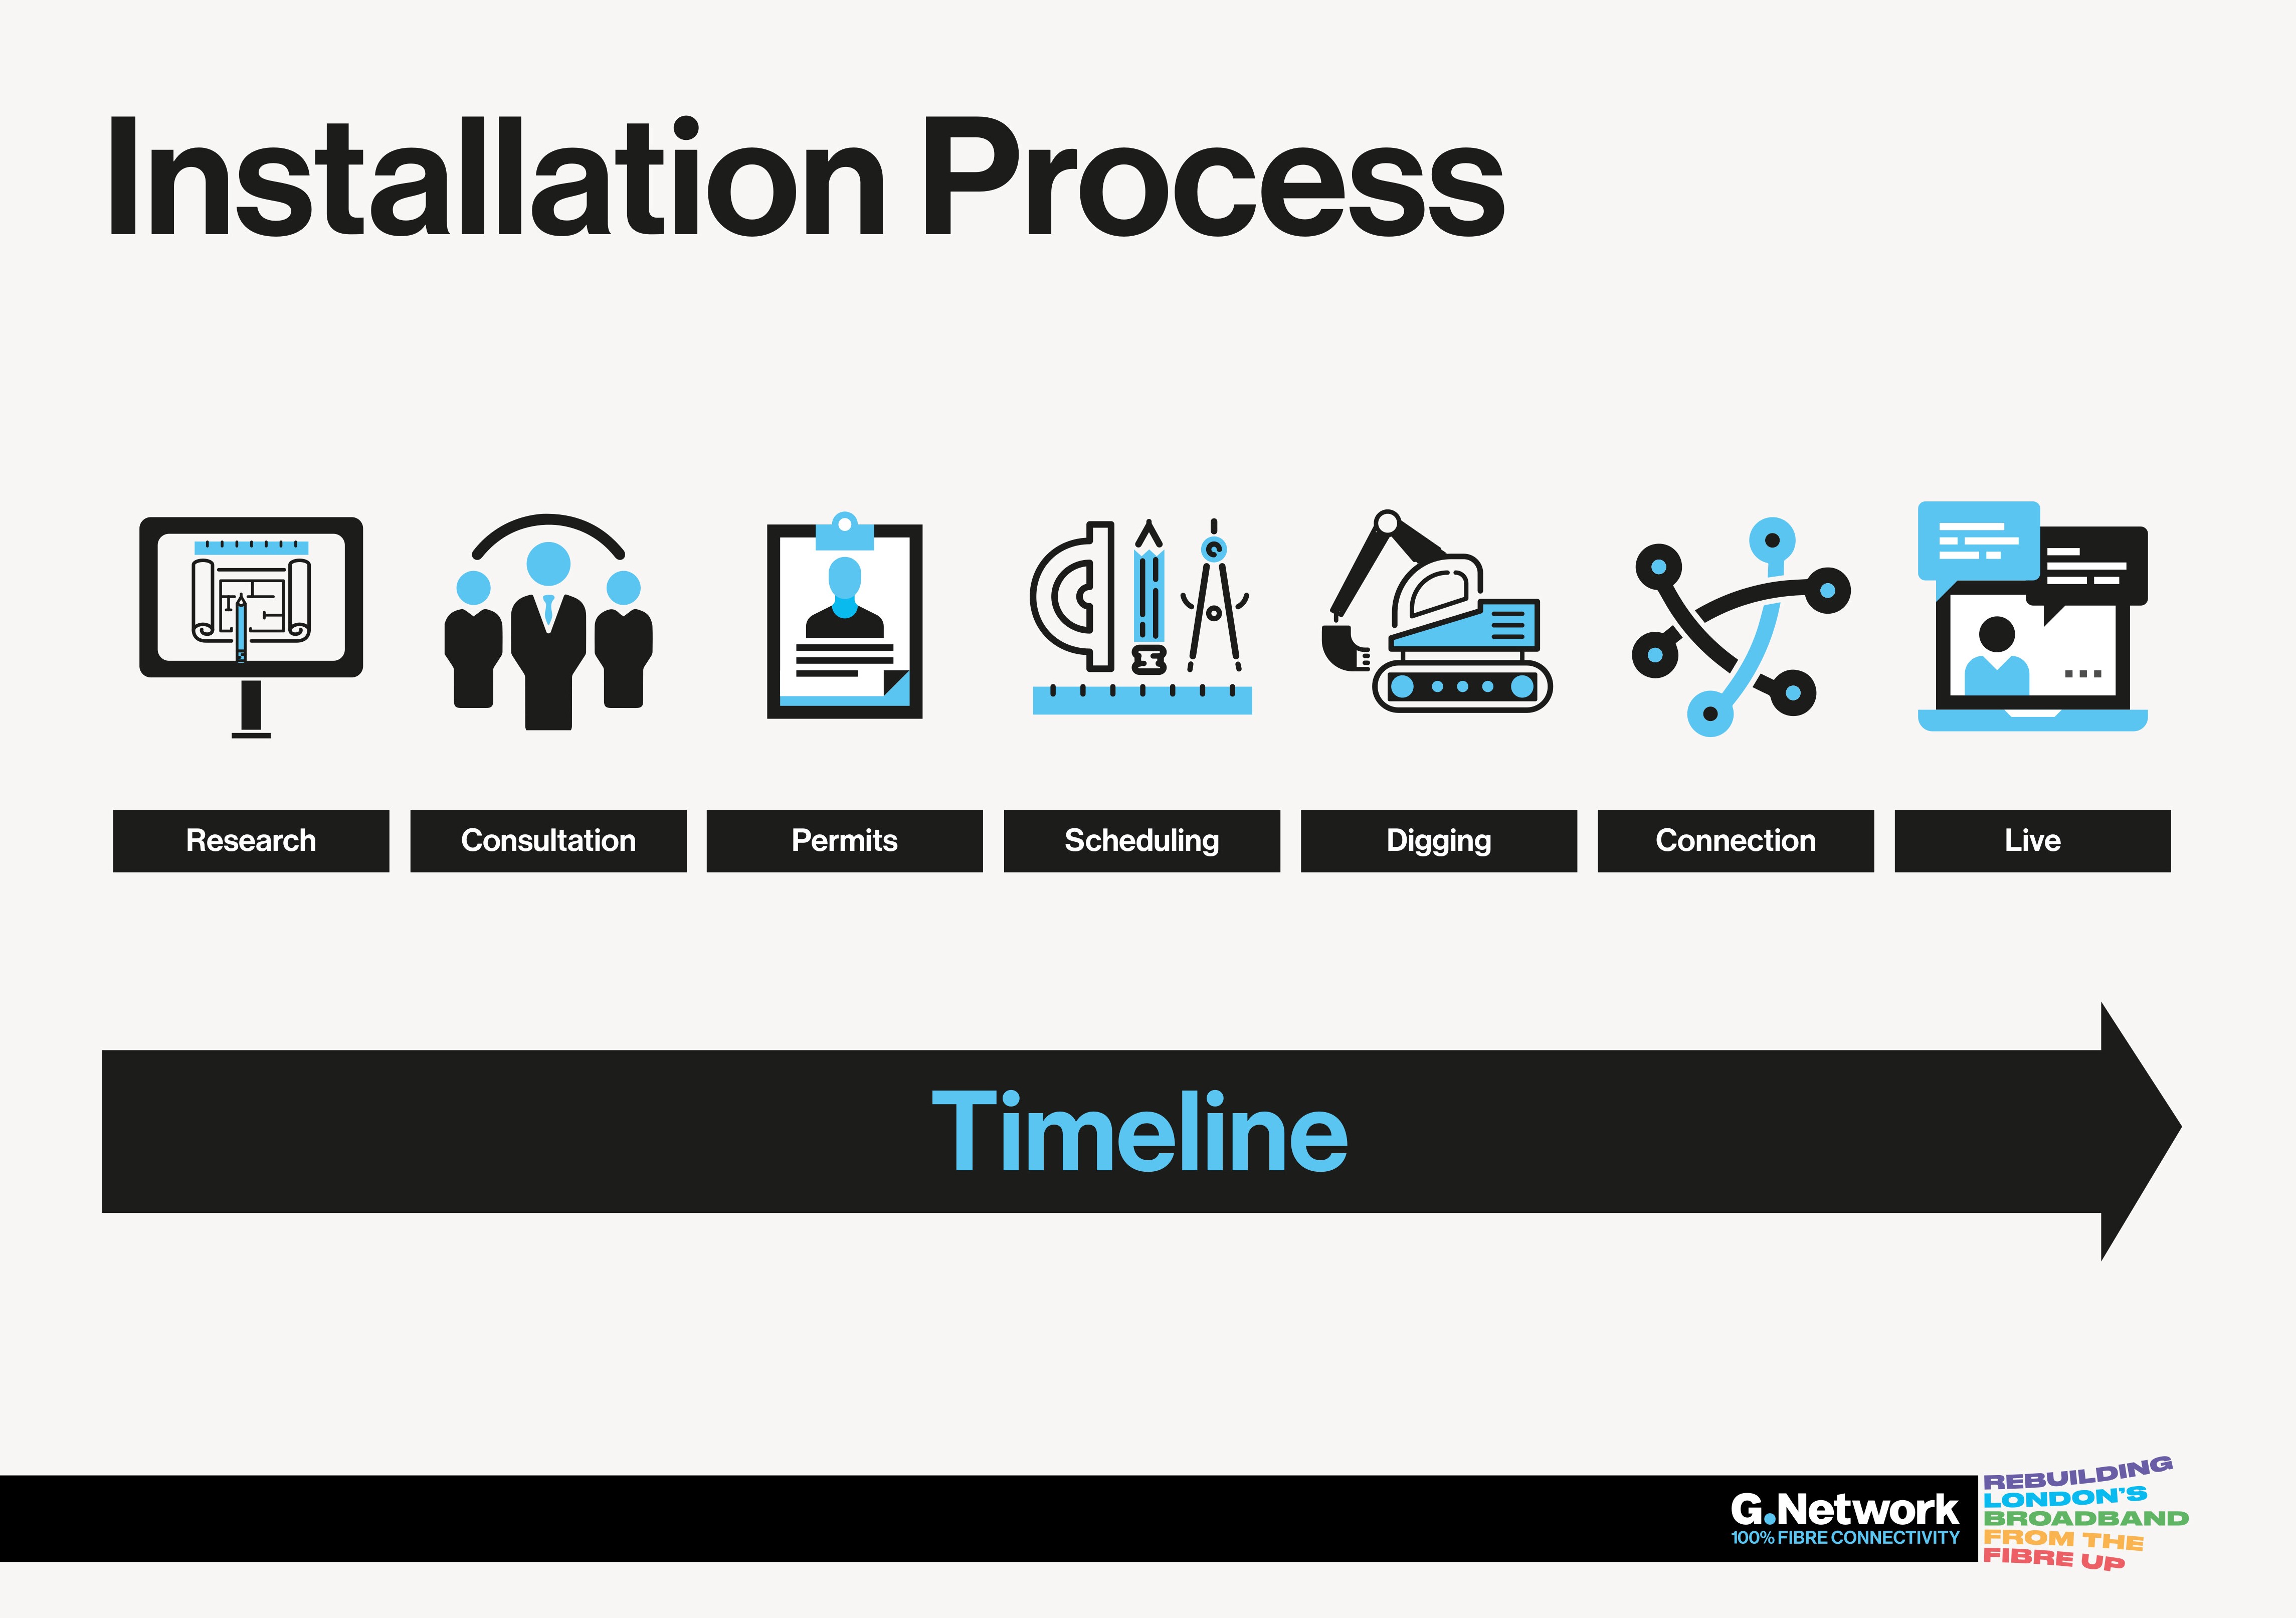 Installation Process
Research
Consultation
Permits
Scheduling
Digging
Connection
Live
Timeline
G.Network
100% FIBRE CONNECTIVITY
REBUILDING
LONDON'S
BROADBAND
FROM THE
FIBRE UP